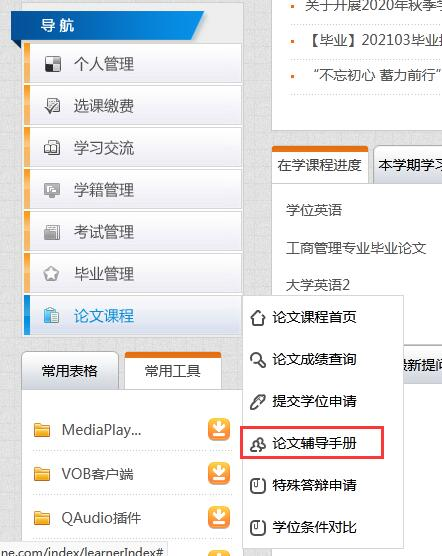 导 航
个人管理
选课缴费
学习交流
学籍管理
考试管理
毕业管理
论文课程
关于开展2020年秋季学
【毕业】202103毕业
“不忘初心 蓄力前行”
在学课程进度
本学期学习
学位英语
工商管理专业毕业论文
大学英语2
论文课程首页
论文成绩查询
提交学位申请
论文辅导手册
特殊答辩申请
学位条件对比
最新提问
常用表格
常用工具
MediaPlay...
VOB客户端
QAudio插件
ne.com/index/learnerIndex#